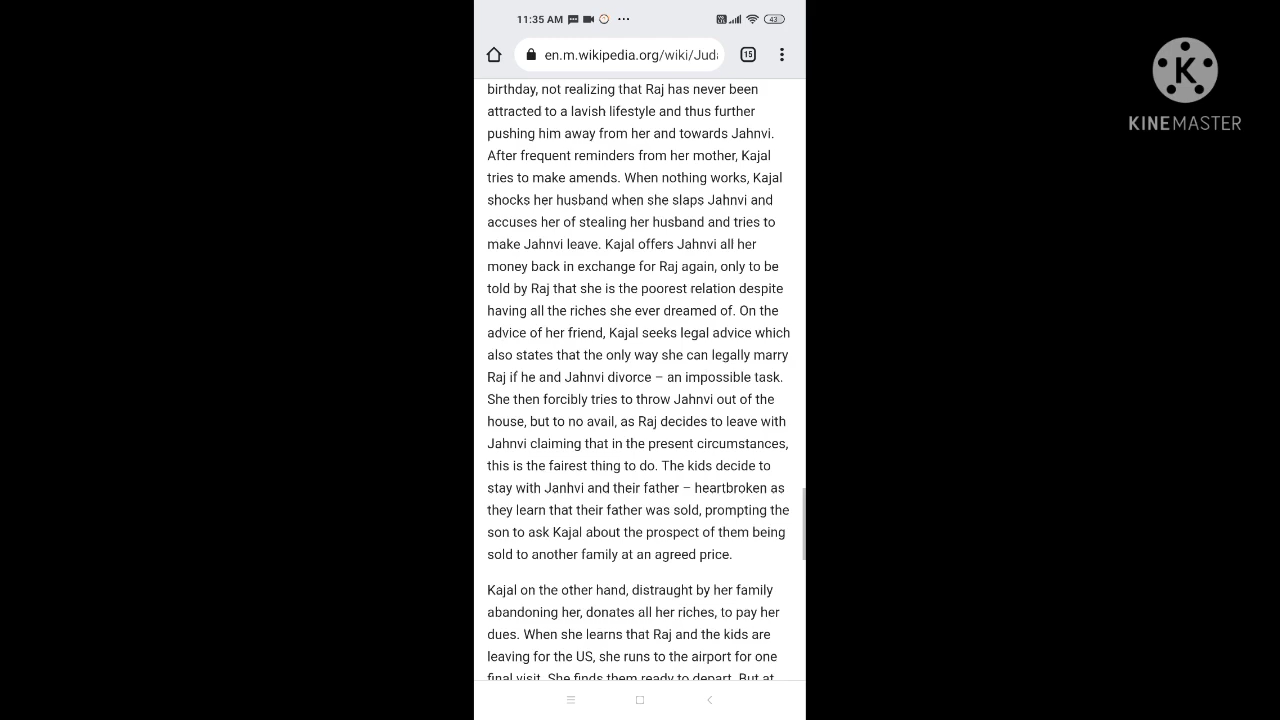 11:35 AM
43
en.m.wikipedia.org/wiki/Jud
15
K
KINEMASTER
birthday, not realizing that Raj has never been
attracted to a lavish lifestyle and thus further
pushing him away from her and towards Jahnvi.
After frequent reminders from her mother, Kajal
tries to make amends. When nothing works, Kajal
shocks her husband when she slaps Jahnvi and
accuses her of stealing her husband and tries to
make Jahnvi leave. Kajal offers Jahnvi all her
money back in exchange for Raj again, only to be
told by Raj that she is the poorest relation despite
having all the riches she ever dreamed of. On the
advice of her friend, Kajal seeks legal advice which
also states that the only way she can legally marry
Raj if he and Jahnvi divorce – an impossible task.
She then forcibly tries to throw Jahnvi out of the
house, but to no avail, as Raj decides to leave with
Jahnvi claiming that in the present circumstances,
this is the fairest thing to do. The kids decide to
stay with Janhvi and their father – heartbroken as
they learn that their father was sold, prompting the
son to ask Kajal about the prospect of them being
sold to another family at an agreed price.
Kajal on the other hand, distraught by her family
abandoning her, donates all her riches, to pay her
dues. When she learns that Raj and the kids are
leaving for the US, she runs to the airport for one
final visit. She finds them ready to depart. But at